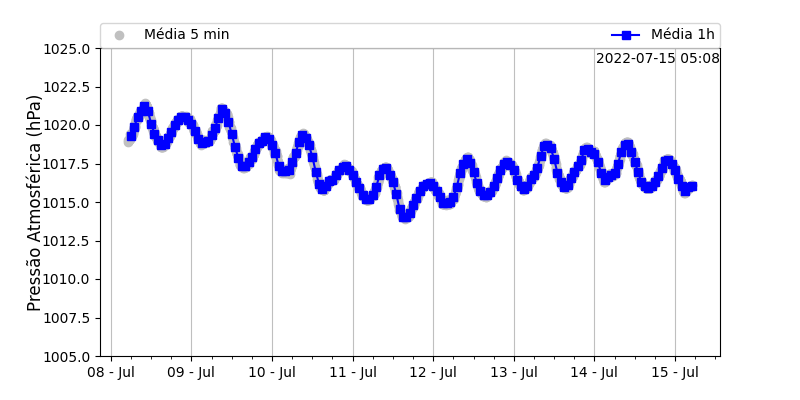 Média 5 min
Média 1h
2022-07-15 05:08
Pressão Atmosférica (hPa)
1025.0
1022.5
1020.0
1017.5
1015.0
1012.5
1010.0
1007.5
1005.0
08 - Jul
09 - Jul
10 - Jul
11 - Jul
12 - Jul
13 - Jul
14 - Jul
15 - Jul